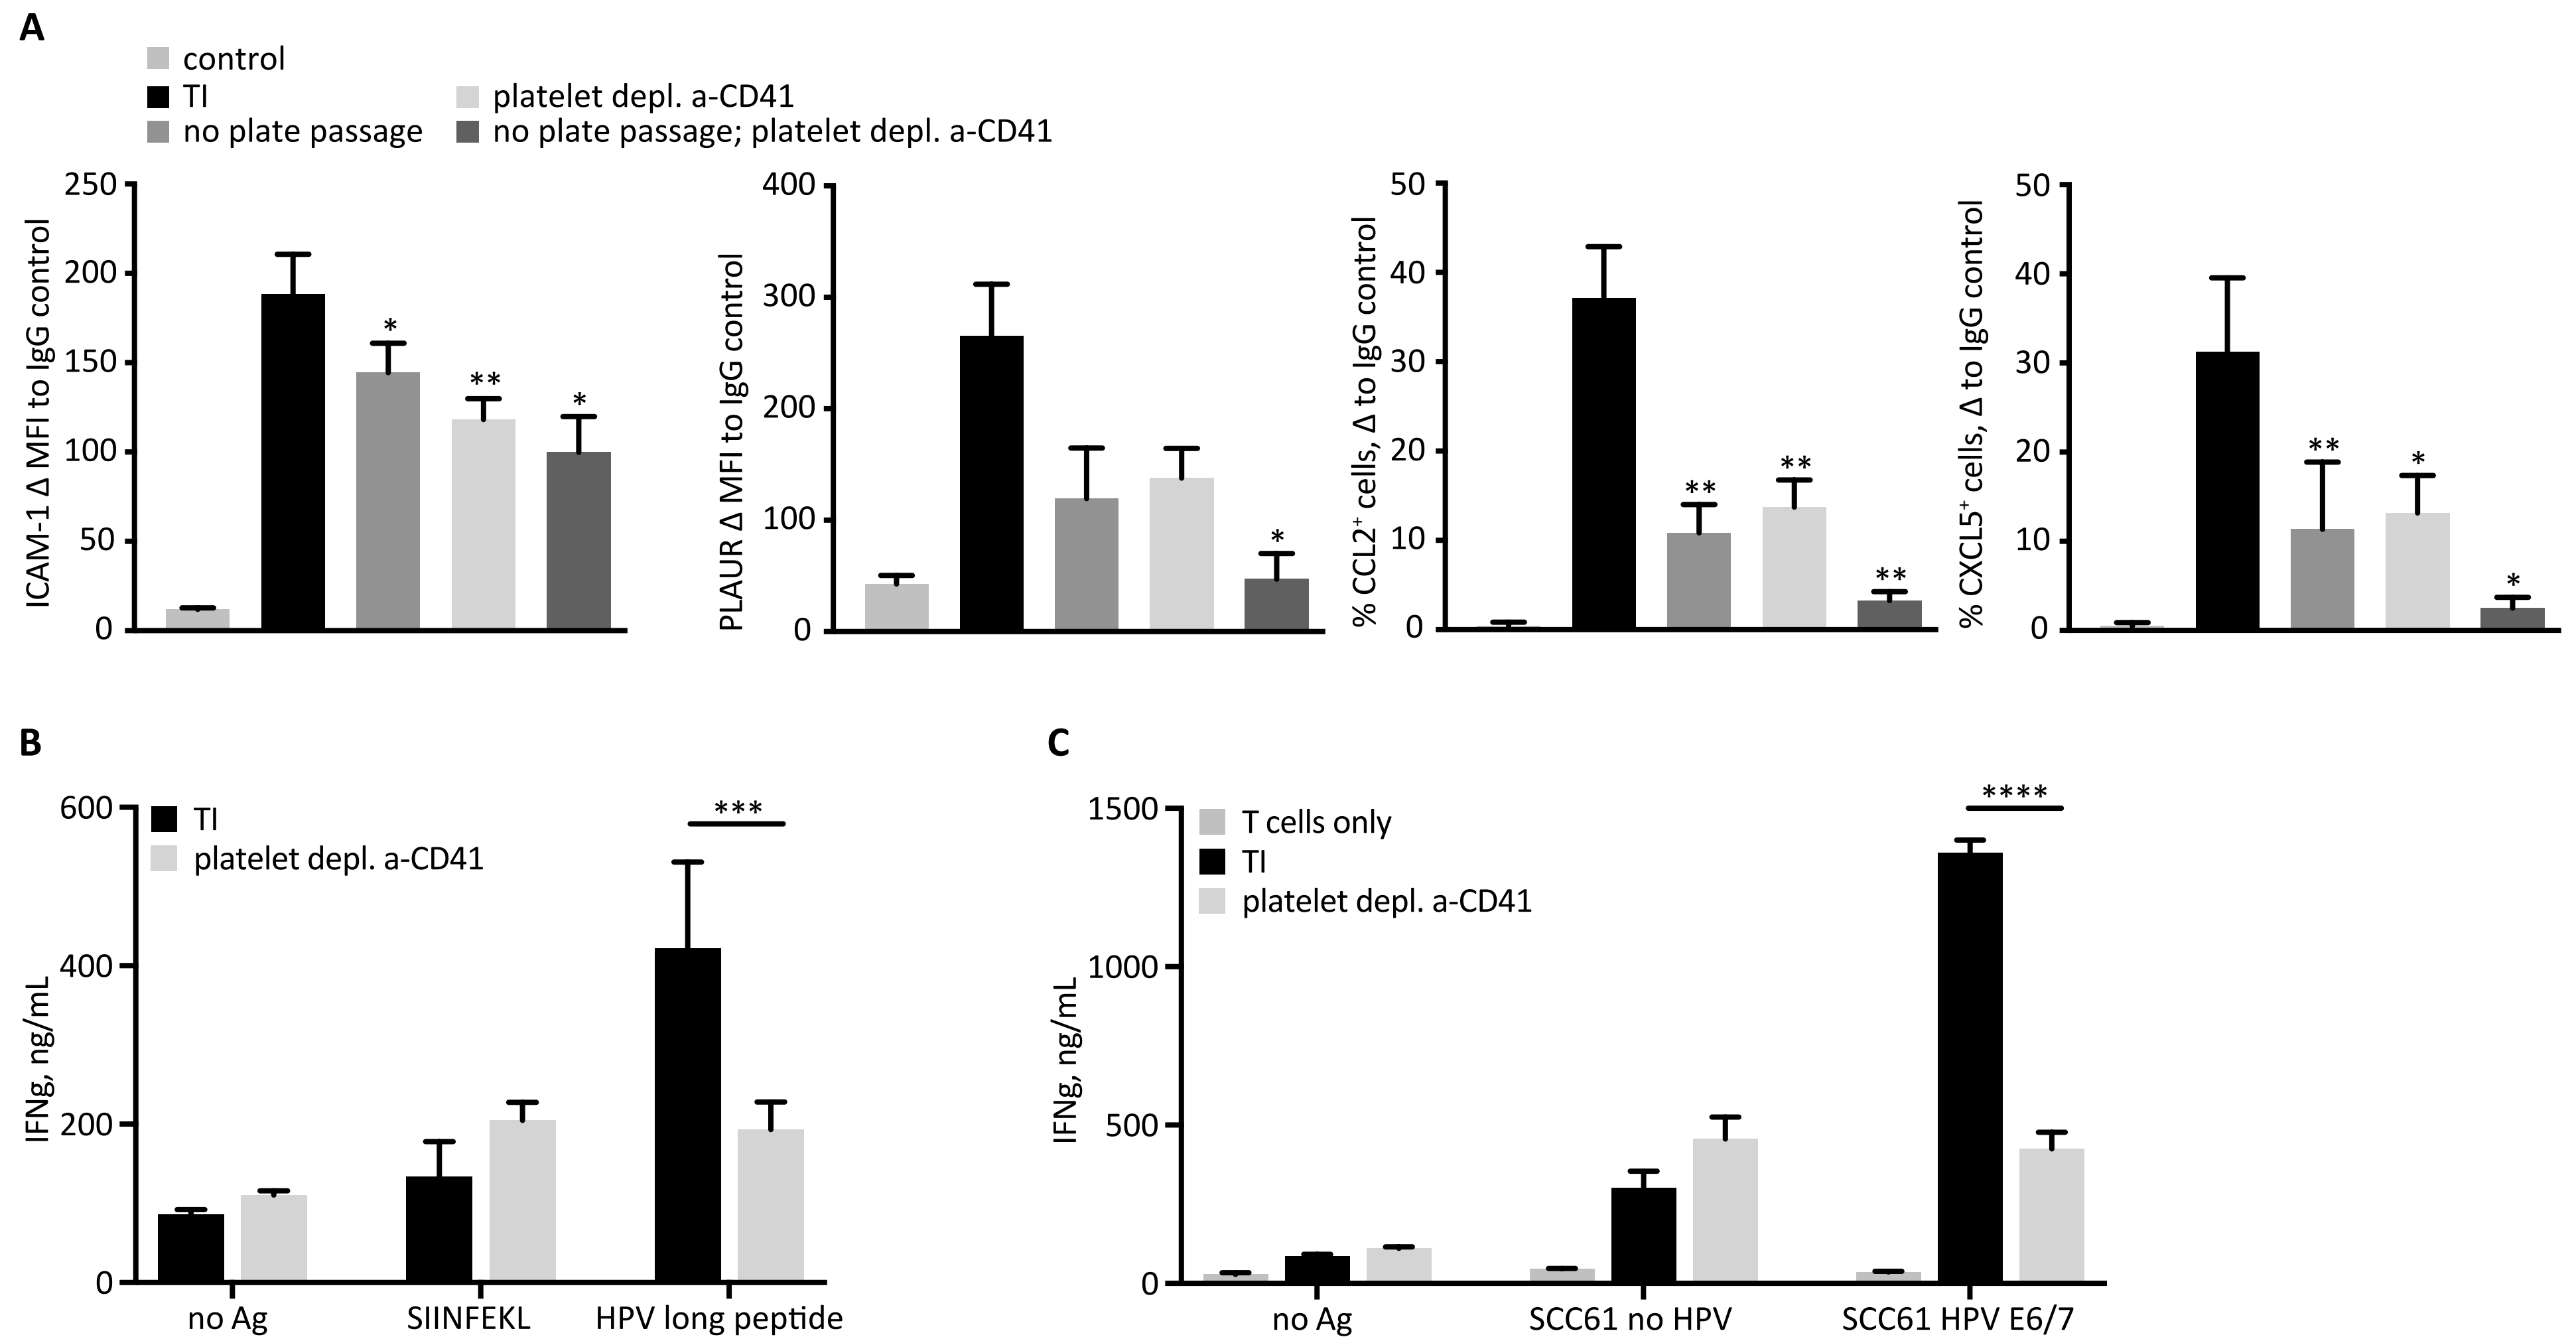 A
control
TI
platelet depl. a-CD41
no plate passage
no plate passage; platelet depl. a-CD41
ICAM-1 Δ MFI to IgG control
250
200
150
100
50
0
*
**
*
PLAUR Δ MFI to IgG control
400
300
200
100
0
*
% CCL2⁺ cells, Δ to IgG control
50
40
30
20
10
0
**
**
**
% CXCL5⁺ cells, Δ to IgG control
50
40
30
20
10
0
**
*
*
B
TI
platelet depl. a-CD41
IFNg, ng/mL
600
400
200
0
***
no Ag
SIINFEKL
HPV long peptide
C
T cells only
TI
platelet depl. a-CD41
IFNg, ng/mL
1500
1000
500
0
****
no Ag
SCC61 no HPV
SCC61 HPV E6/7